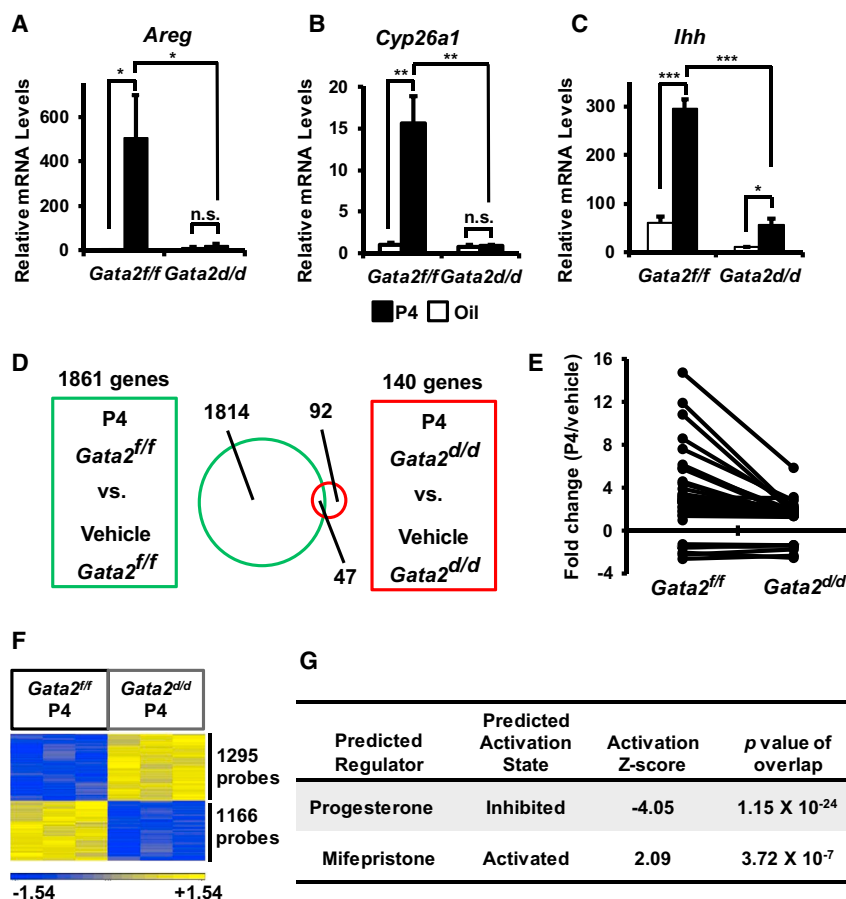 A
Areg
Relative mRNA Levels
600
400
200
0
*
*
n.s.
Gata2f/f Gata2d/d
B
Cyp26a1
Relative mRNA Levels
20
15
10
5
0
**
**
n.s.
Gata2f/f Gata2d/d
C
Ihh
Relative mRNA Levels
300
200
100
0
***
***
*
Gata2f/f Gata2d/d
P4 Oil
D
1861 genes
P4
Gata2f/f
vs.
Vehicle
Gata2f/f
1814
92
47
140 genes
P4
Gata2d/d
vs.
Vehicle
Gata2d/d
E
Fold change (P4/vehicle)
16
12
8
4
0
-4
Gata2f/f Gata2d/d
F
Gata2f/f
P4
Gata2d/d
P4
1295
probes
1166
probes
-1.54 +1.54
G
Predicted Regulator Predicted Activation State Activation Z-score p value of overlap
Progesterone Inhibited -4.05 1.15 X 10-24
Mifepristone Activated 2.09 3.72 X 10-7